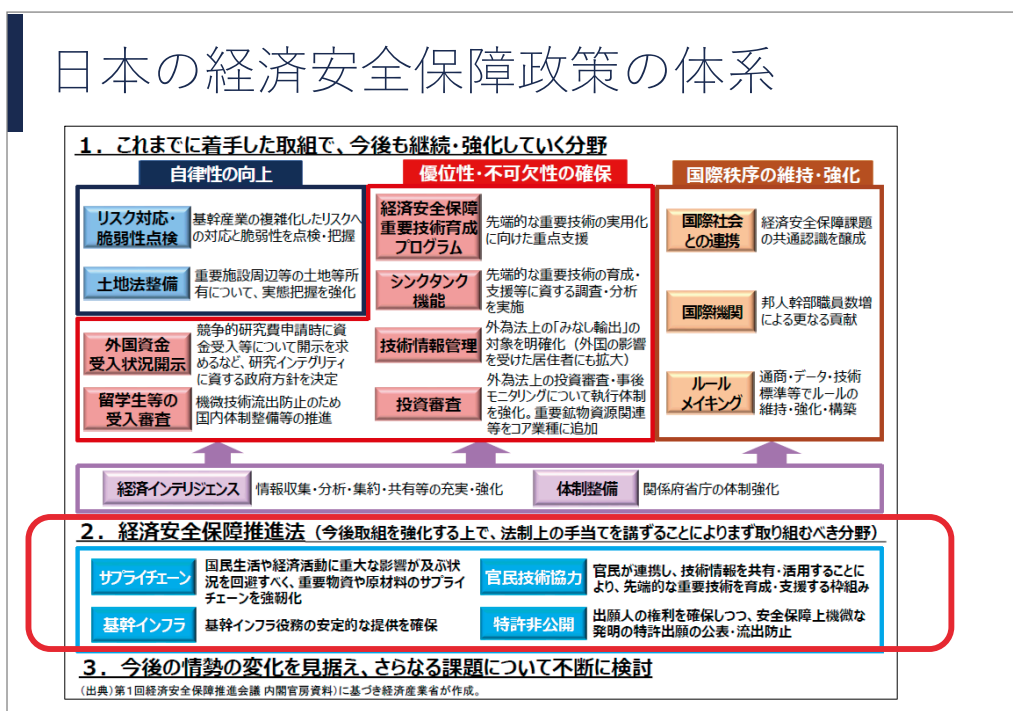 日本の経済安全保障政策の体系
1．これまでに着手した取組で、今後も継続・強化していく分野
自律性の向上
リスク対応・
脆弱性点検
基幹産業の複雑化したリスクへ
の対応と脆弱性を点検・把握
土地法整備
重要施設周辺等の土地等所
有について、実態把握を強化
外国資金
受入状況開示
競争的研究費申請時に資
金受入等について開示を求
めるなど、研究インテグリティ
に資する政府方針を決定
留学生等の
受入審査
機微技術流出防止のため
国内体制整備等の推進
優位性・不可欠性の確保
経済安全保障
重要技術育成
プログラム
先端的な重要技術の実用化
に向けた重点支援
シンクタンク
機能
先端的な重要技術の育成・
支援等に資する調査・分析
を実施
技術情報管理
外為法上の「みなし輸出」の
対象を明確化（外国の影響
を受けた居住者にも拡大）
投資審査
外為法上の投資審査・事後
モニタリングについて執行体制
を強化。重要鉱物資源関連
等をコア業種に追加
国際秩序の維持・強化
国際社会
との連携
経済安全保障課題
の共通認識を醸成
国際機関
邦人幹部職員数増
による更なる貢献
ルール
メイキング
通商・データ・技術
標準等でルールの
維持・強化・構築
経済インテリジェンス
情報収集・分析・集約・共有等の充実・強化
体制整備
関係府省庁の体制強化
2．経済安全保障推進法（今後取組を強化する上で、法制上の手当てを講ずることによりまず取り組むべき分野）
サプライチェーン
国民生活や経済活動に重大な影響が及ぶ状
況を回避すべく、重要物資や原材料のサプライ
チェーンを強靭化
基幹インフラ
基幹インフラ役務の安定的な提供を確保
官民技術協力
官民が連携し、技術情報を共有・活用することに
より、先端的な重要技術を育成・支援する枠組み
特許非公開
出願人の権利を確保しつつ、安全保障上機微な
発明の特許出願の公表・流出防止
3．今後の情勢の変化を見据え、さらなる課題について不断に検討
（出典）第1回経済安全保障推進会議 内閣官房資料）に基づき経済産業省が作成。